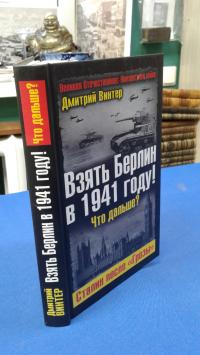 Великая Отечественная: Неизвестная война
Дмитрий Винтер
Взять Берлин
в 1941 году!
Что дальше?
Сталин после «Грозы»
Дмитрий
ВИНТЕР
Взять Берлин в 1941 году!
Что дальше?